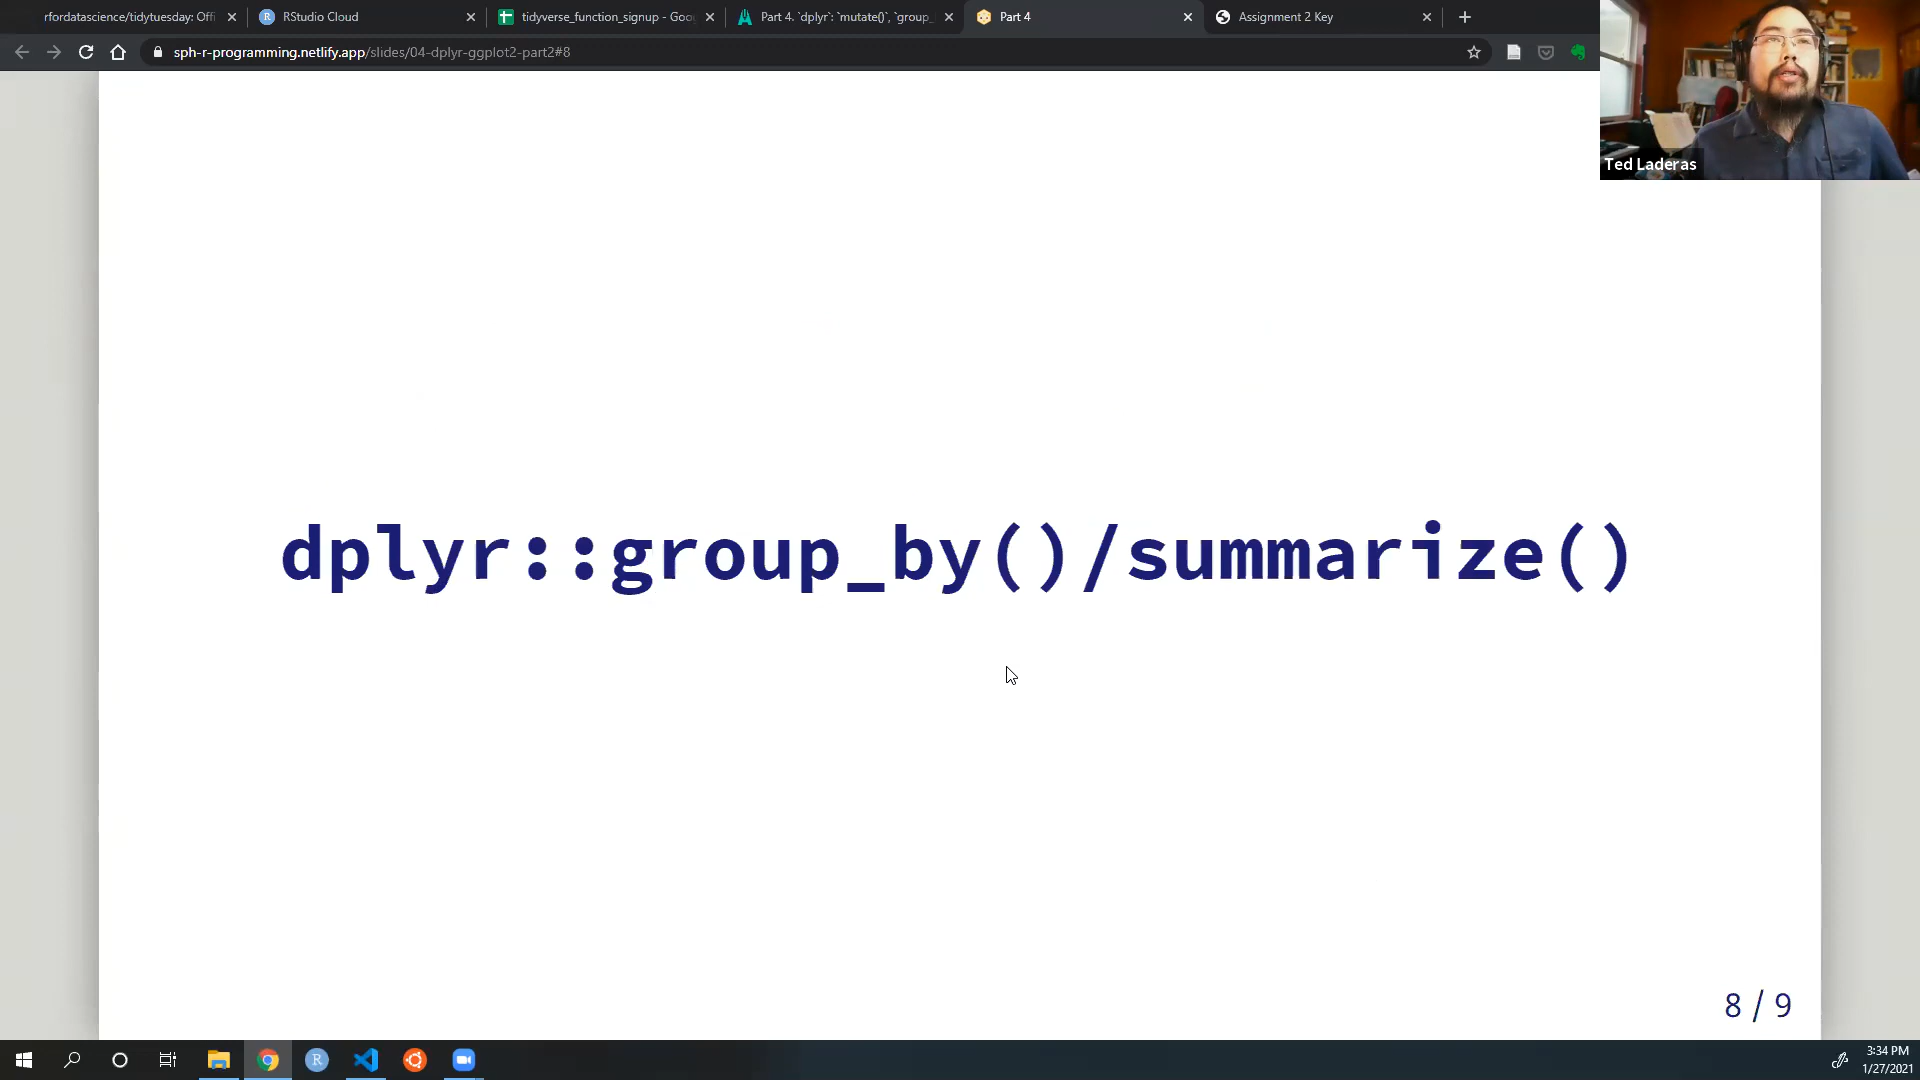 rfordatascience/tidytuesday: Offi
RStudio Cloud
tidyverse_function_signup - Goo
Part 4. `dplyr`: `mutate()`, `group_
Part 4
Assignment 2 Key
sph-r-programming.netlify.app/slides/04-dplyr-ggplot2-part2#8
Ted Laderas
dplyr::group_by()/summarize()
8 / 9
3:34 PM
1/27/2021